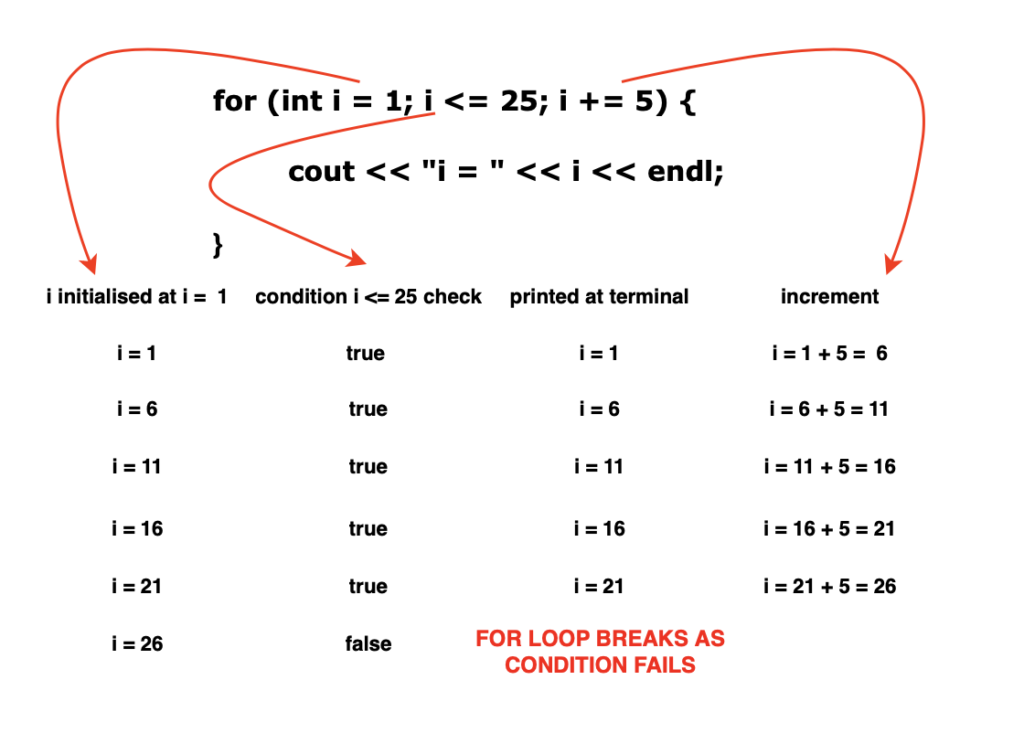 for (int i = 1; i <= 25; i += 5) {
cout << "i = " << i << endl;
}
i initialised at i = 1 condition i <= 25 check printed at terminal increment
i = 1 true i = 1 i = 1 + 5 = 6
i = 6 true i = 6 i = 6 + 5 = 11
i = 11 true i = 11 i = 11 + 5 = 16
i = 16 true i = 16 i = 16 + 5 = 21
i = 21 true i = 21 i = 21 + 5 = 26
i = 26 false FOR LOOP BREAKS AS
CONDITION FAILS